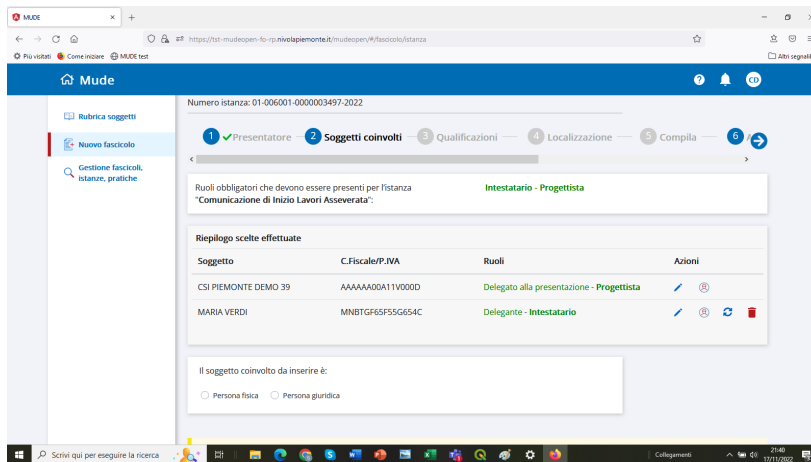 MUDE
https://tst-mudeopen-fo-rp.nivolapiemonte.it/mudeopen/#/fascicolo/istanza
Più visitati Come iniziare MUDE test Altri segnalibri
Mude ? CD
Rubrica soggetti
Nuovo fascicolo
Gestione fascicoli,
istanze, pratiche
Numero istanza: 01-006001-0000003497-2022
1 Presentatore 2 Soggetti coinvolti 3 Qualificazioni 4 Localizzazione 5 Compila 6
Ruoli obbligatori che devono essere presenti per l'istanza
"Comunicazione di Inizio Lavori Asseverata":
Intestatario - Progettista
Riepilogo scelte effettuate
Soggetto C.Fiscale/P.IVA Ruoli Azioni
CSI PIEMONTE DEMO 39 AAAAAA00A11V000D Delegato alla presentazione - Progettista
MARIA VERDI MNBTGF65F55G654C Delegante - Intestatario
Il soggetto coinvolto da inserire è:
Persona fisica Persona giuridica
Scrivi qui per eseguire la ricerca Collegamenti 21:40
17/11/2022